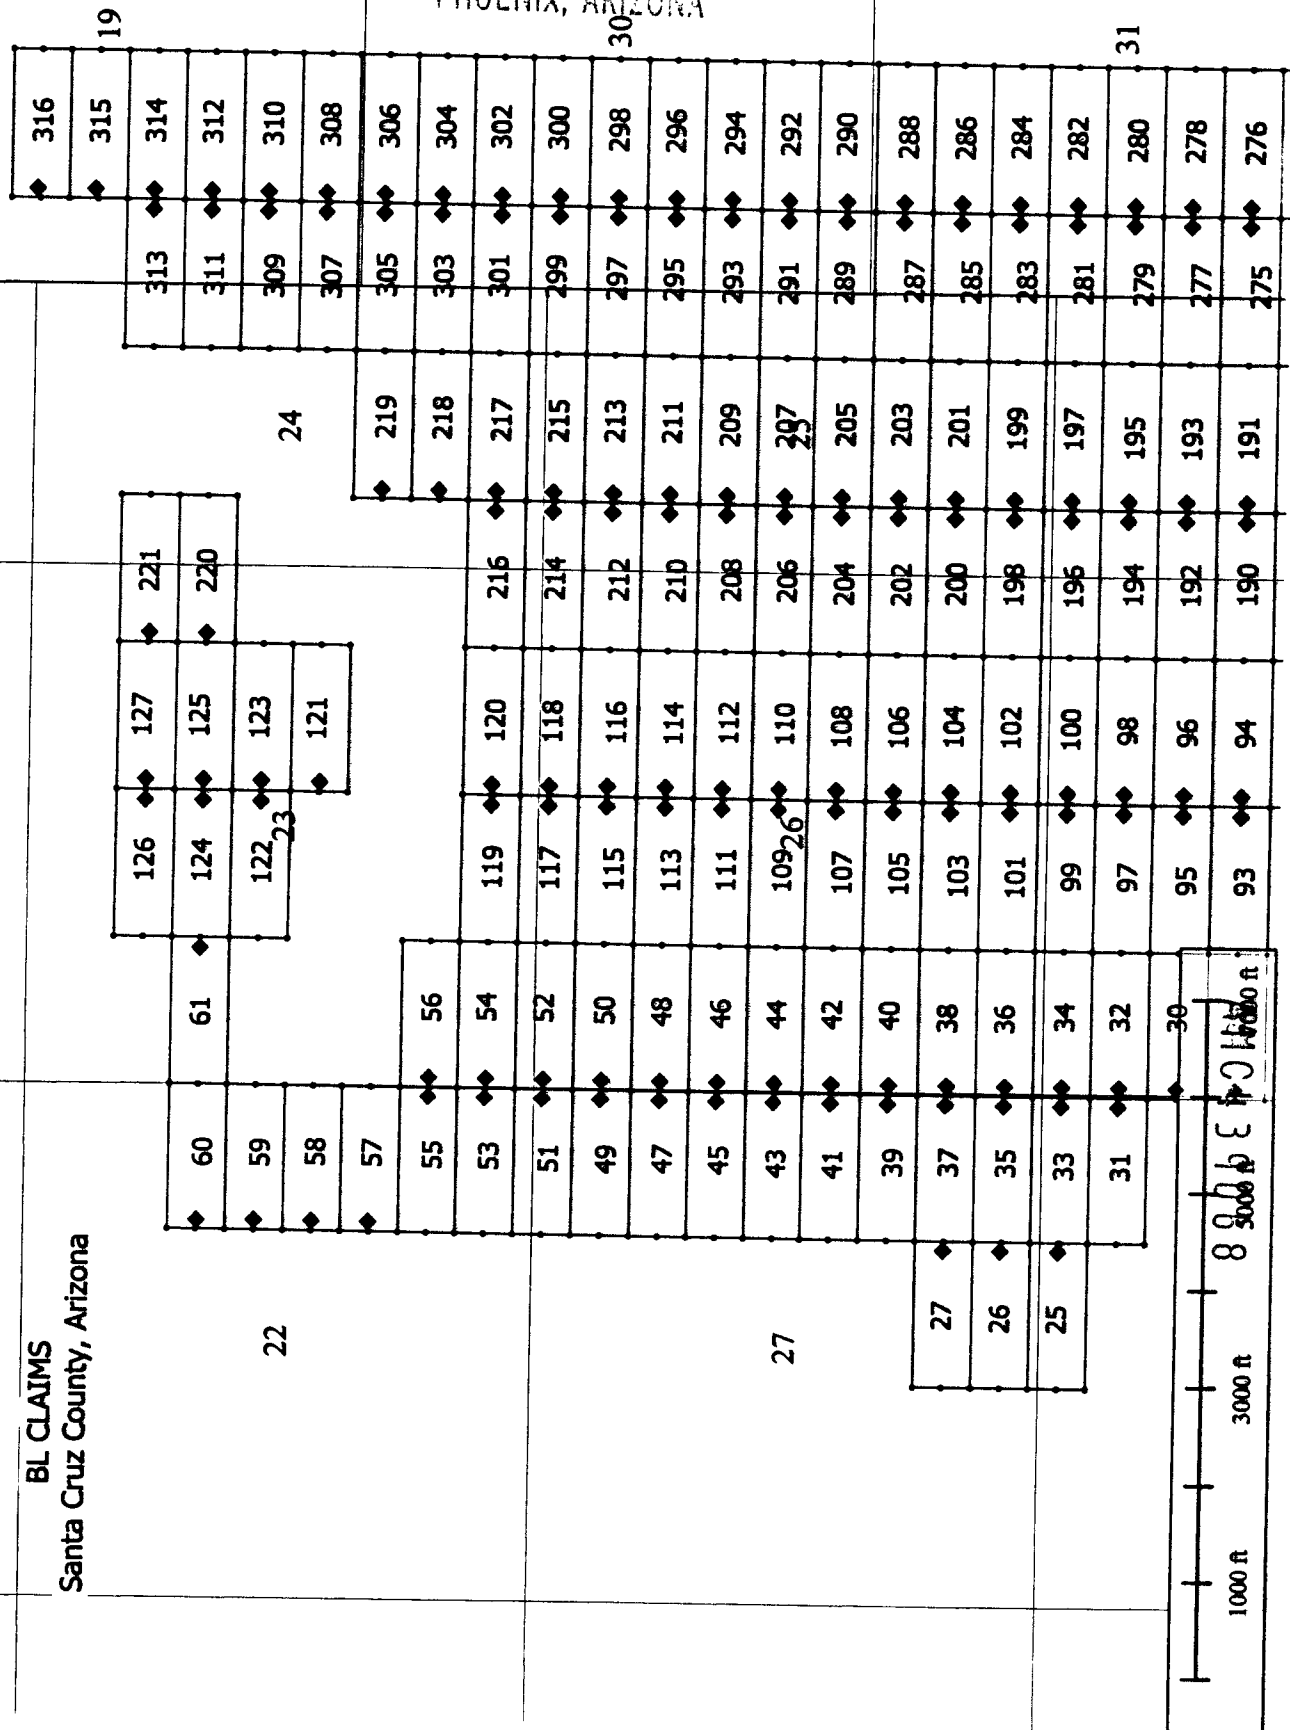 BL CLAIMS
Santa Cruz County, Arizona
316
315 19
126 127 221 313 314
60 61 124 125 220 311 312
59 122 123 309 310
22 23 24
58 121 307 308
57 219 305 306
55 56 218 303 304
53 54 119 120 216 217 301 302
51 52 117 118 214 215 299 300
49 50 115 116 212 213 297 298
30
47 48 113 114 210 211 295 296
45 46 111 112 208 209 293 294
43 44 109 110 206 207 291 292
27 26 25
41 42 107 108 204 205 289 290
39 40 105 106 202 203 287 288
27 37 38 103 104 200 201 285 286
26 35 36 101 102 198 199 283 284
25 33 34 99 100 196 197 281 282
31 32 97 98 194 195 279 280
31
30 95 96 192 193 277 278
93 94 190 191 275 276
1000 ft 3000 ft 5000 ft
PHOENIX, ARIZONA